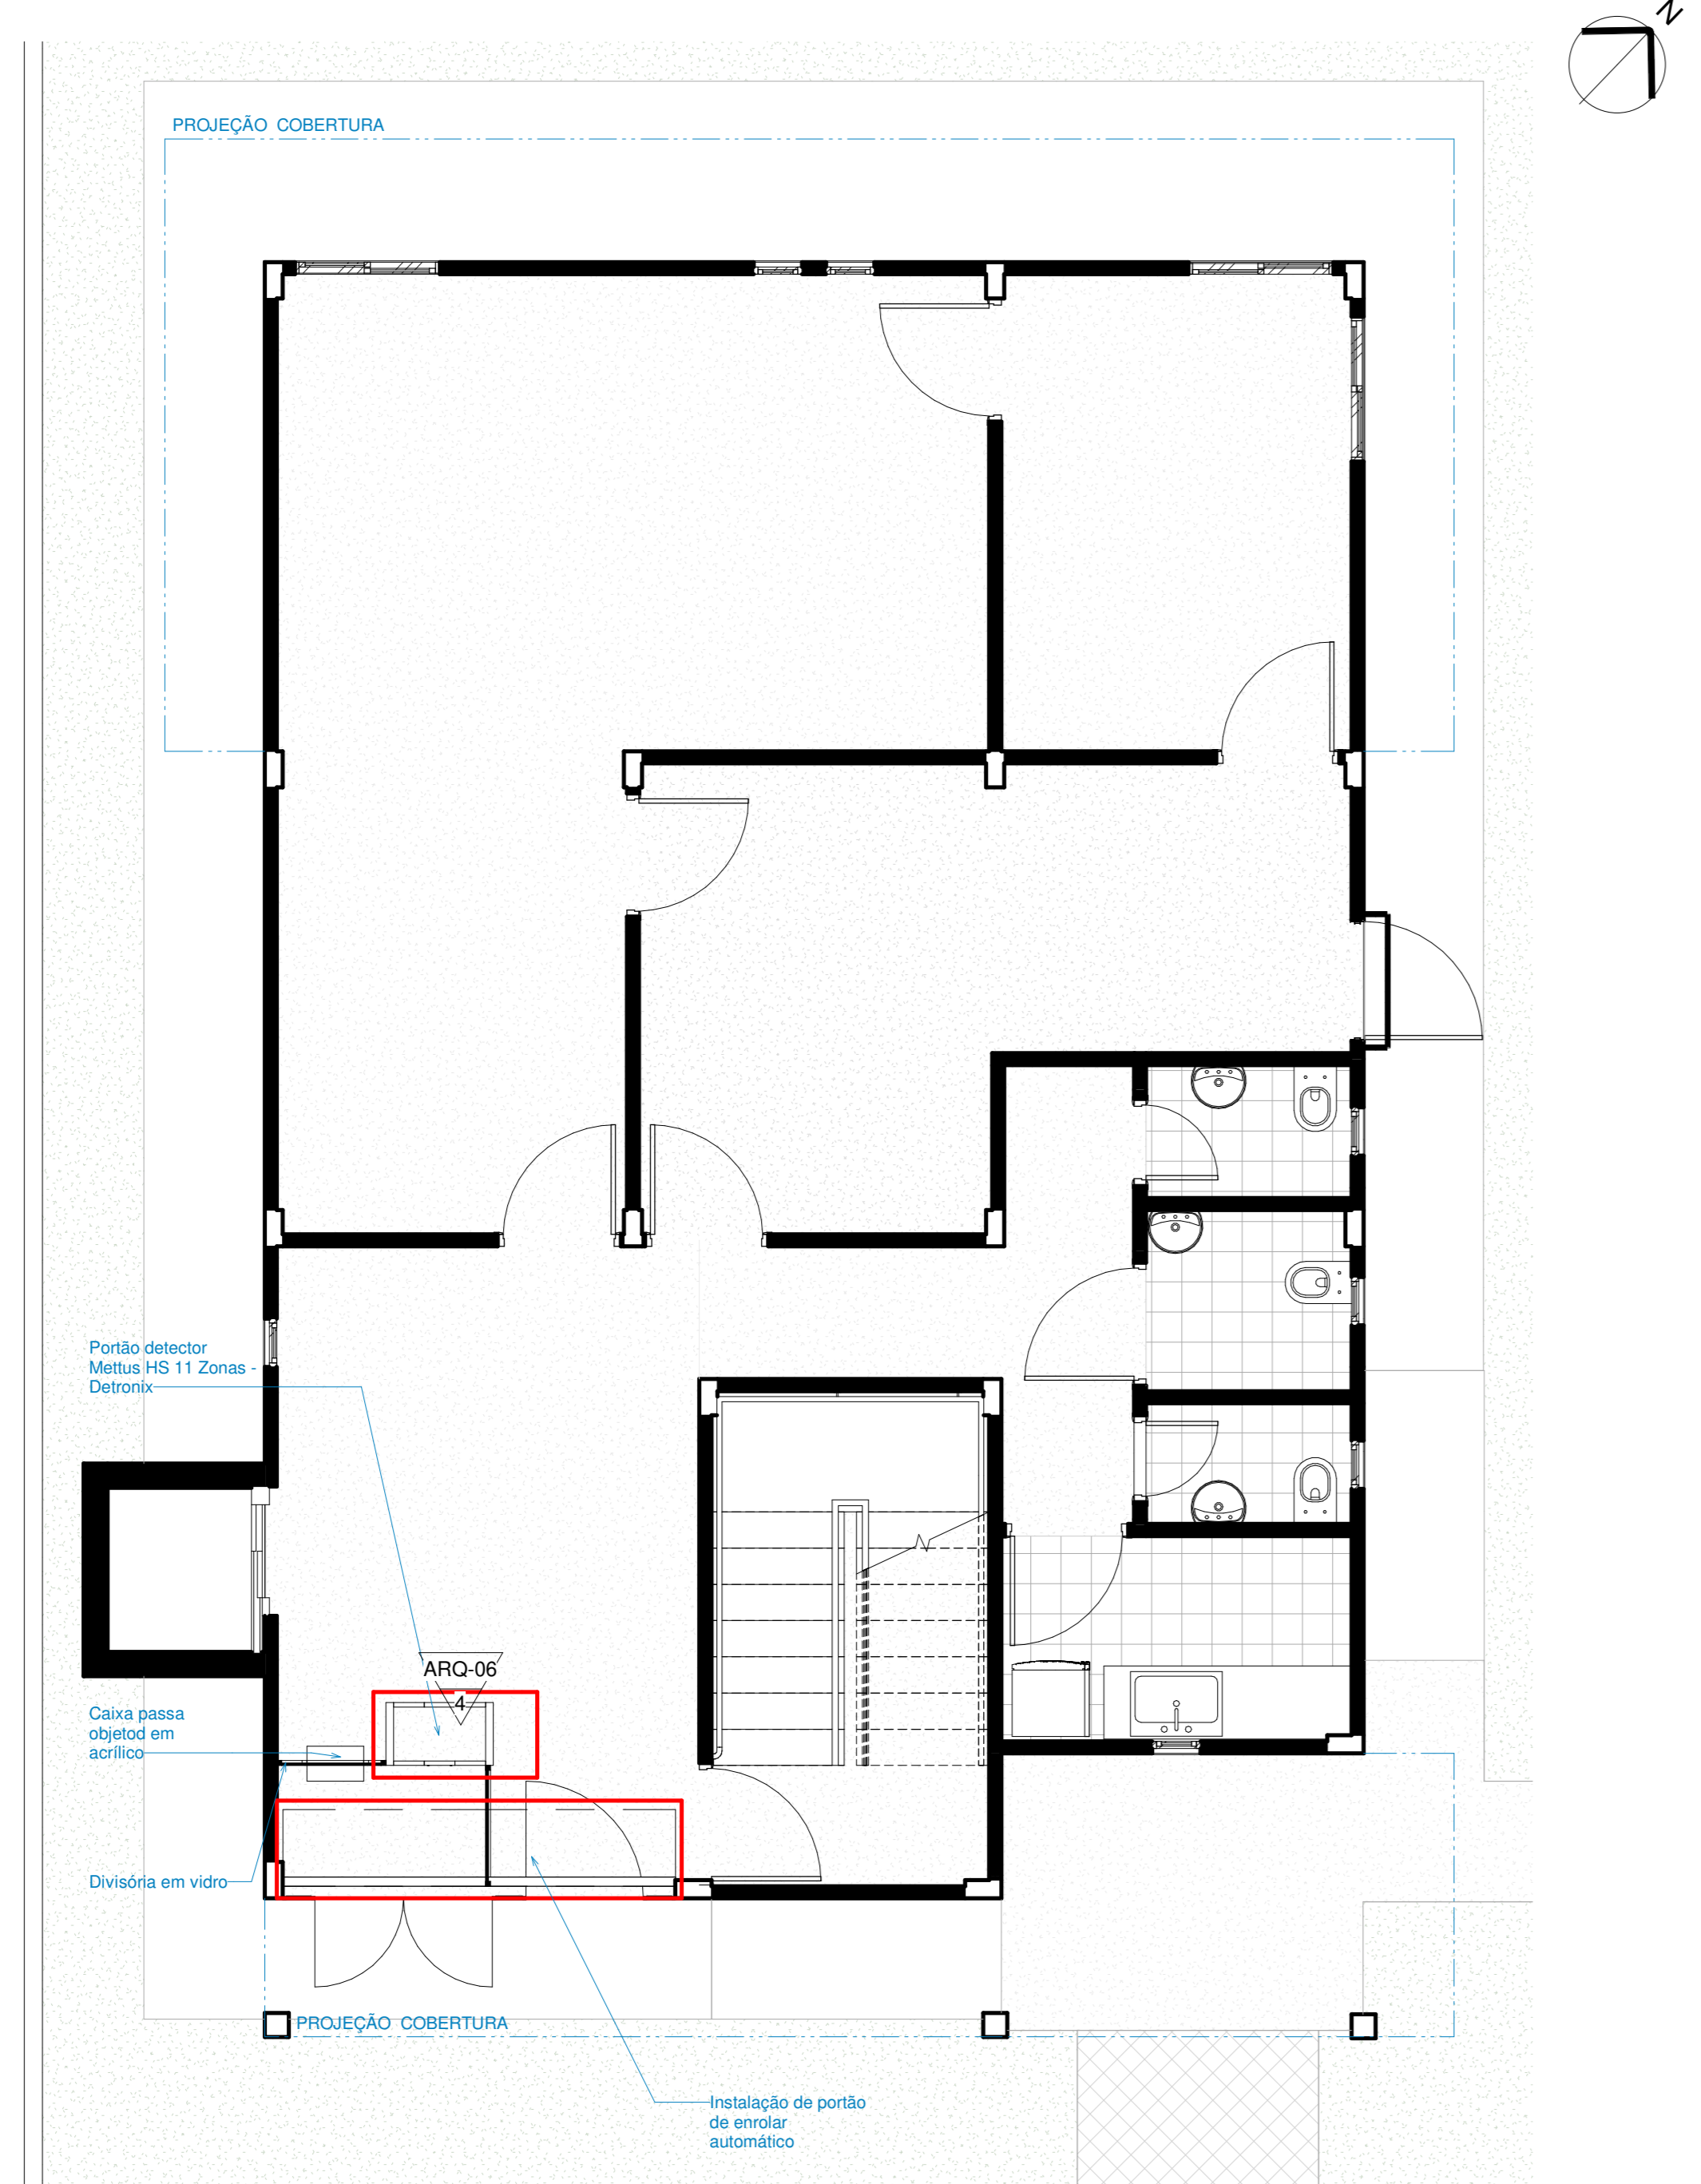 N
PROJEÇÃO COBERTURA
Portão detector
Mettus HS 11 Zonas -
Detronix
ARQ-06
4
Caixa passa
objetod em
acrílico
Divisória em vidro
PROJEÇÃO COBERTURA
Instalação de portão
de enrolar
automático